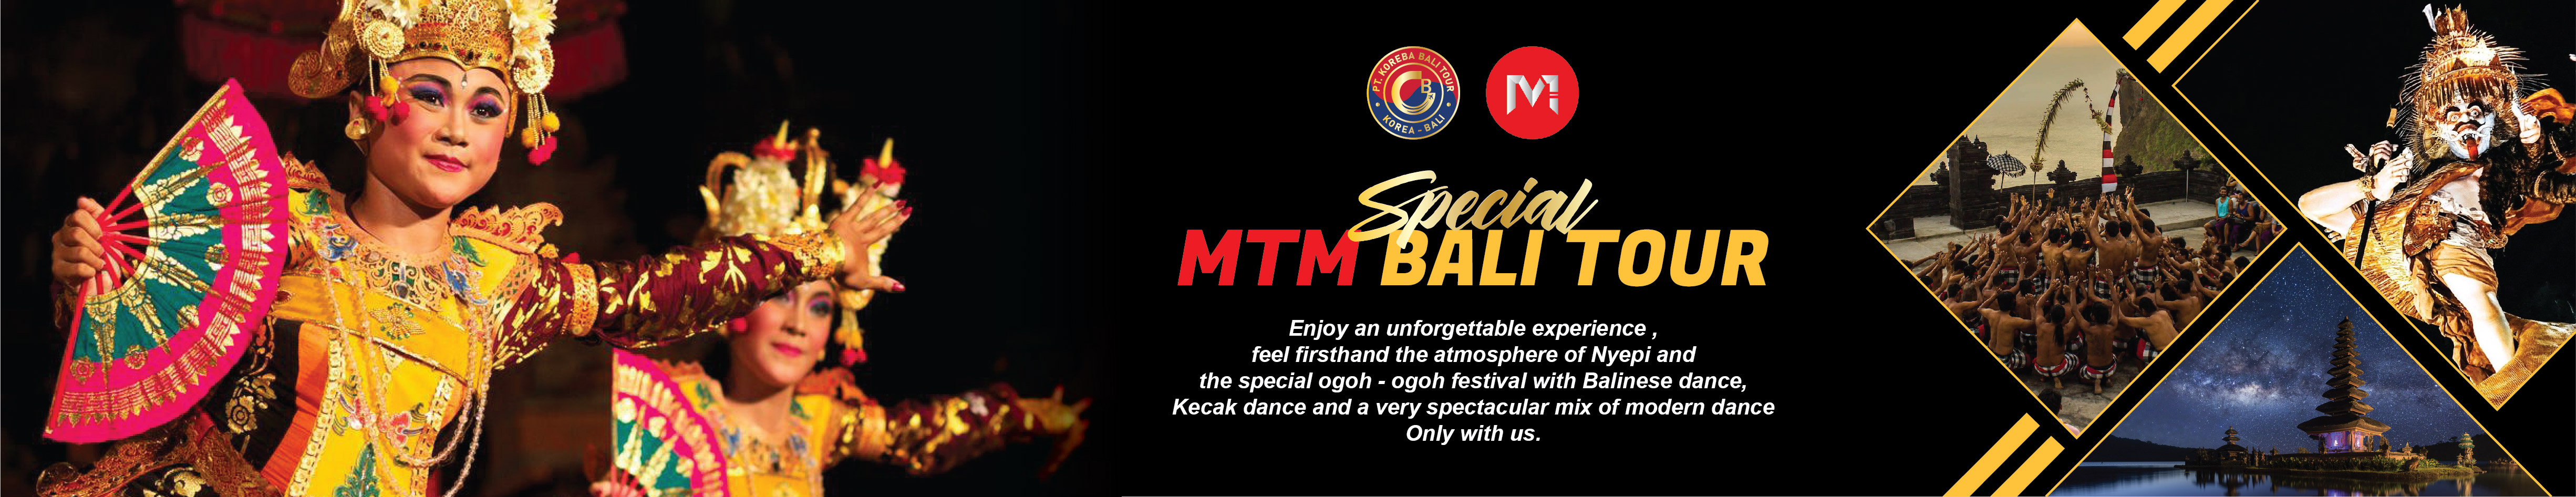 PT. KOREBA BALI TOUR
CB
KOREA - BALI
M
Special
MTM BALI TOUR
Enjoy an unforgettable experience ,
feel firsthand the atmosphere of Nyepi and
the special ogoh - ogoh festival with Balinese dance,
Kecak dance and a very spectacular mix of modern dance
Only with us.